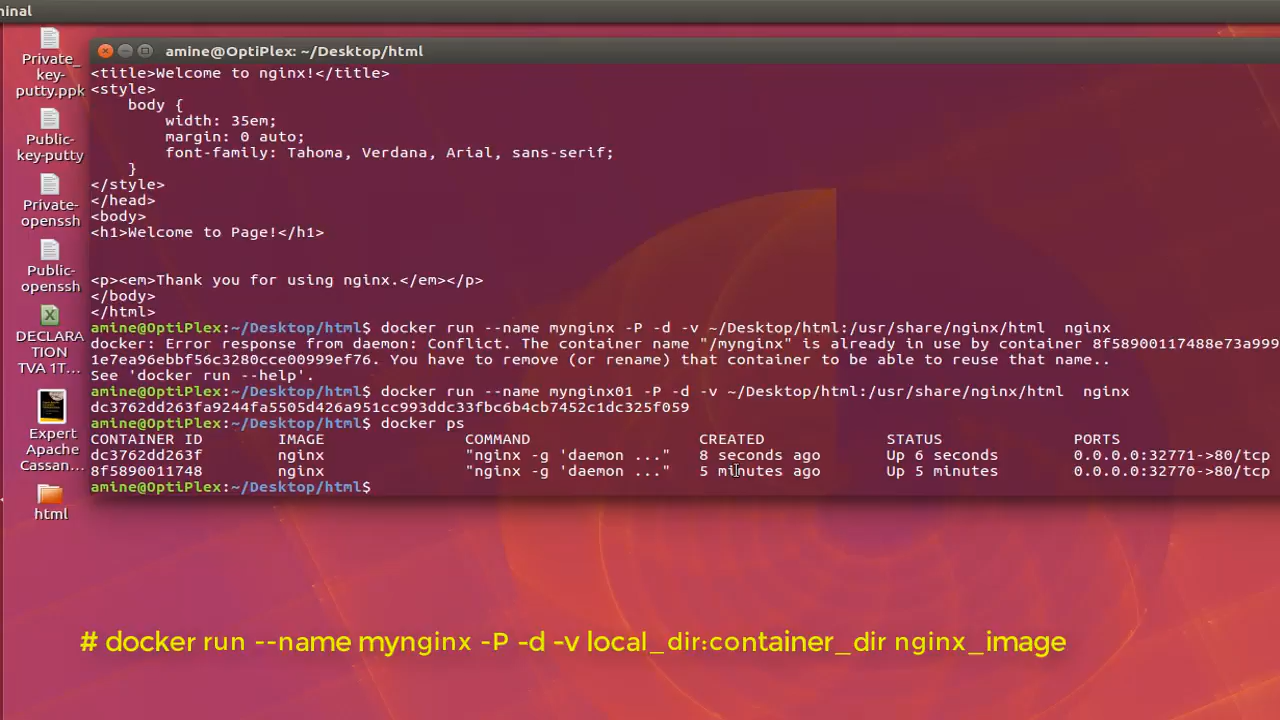 minal
Private_
key-
putty.ppk
Public-
key-putty
Private-
openssh
Public-
openssh
DECLARA
TION
TVA 1T...
Expert
Apache
Cassan...
html
amine@OptiPlex: ~/Desktop/html
<title>Welcome to nginx!</title>
<style>
    body {
        width: 35em;
        margin: 0 auto;
        font-family: Tahoma, Verdana, Arial, sans-serif;
    }
</style>
</head>
<body>
<h1>Welcome to Page!</h1>
<p><em>Thank you for using nginx.</em></p>
</body>
</html>
amine@OptiPlex:~/Desktop/html$ docker run --name mynginx -P -d -v ~/Desktop/html:/usr/share/nginx/html  nginx
docker: Error response from daemon: Conflict. The container name "/mynginx" is already in use by container 8f58900117488e73a999
1e7ea96ebbf56c3280cce00999ef76. You have to remove (or rename) that container to be able to reuse that name..
See 'docker run --help'.
amine@OptiPlex:~/Desktop/html$ docker run --name mynginx01 -P -d -v ~/Desktop/html:/usr/share/nginx/html  nginx
dc3762dd263fa9244fa5505d426a951cc993ddc33fbc6b4cb7452c1dc325f059
amine@OptiPlex:~/Desktop/html$ docker ps
CONTAINER ID        IMAGE               COMMAND                  CREATED             STATUS              PORTS
dc3762dd263f        nginx               "nginx -g 'daemon ..."   8 seconds ago       Up 6 seconds        0.0.0.0:32771->80/tcp
8f5890011748        nginx               "nginx -g 'daemon ..."   5 minutes ago       Up 5 minutes        0.0.0.0:32770->80/tcp
amine@OptiPlex:~/Desktop/html$
# docker run --name mynginx -P -d -v local_dir:container_dir nginx_image